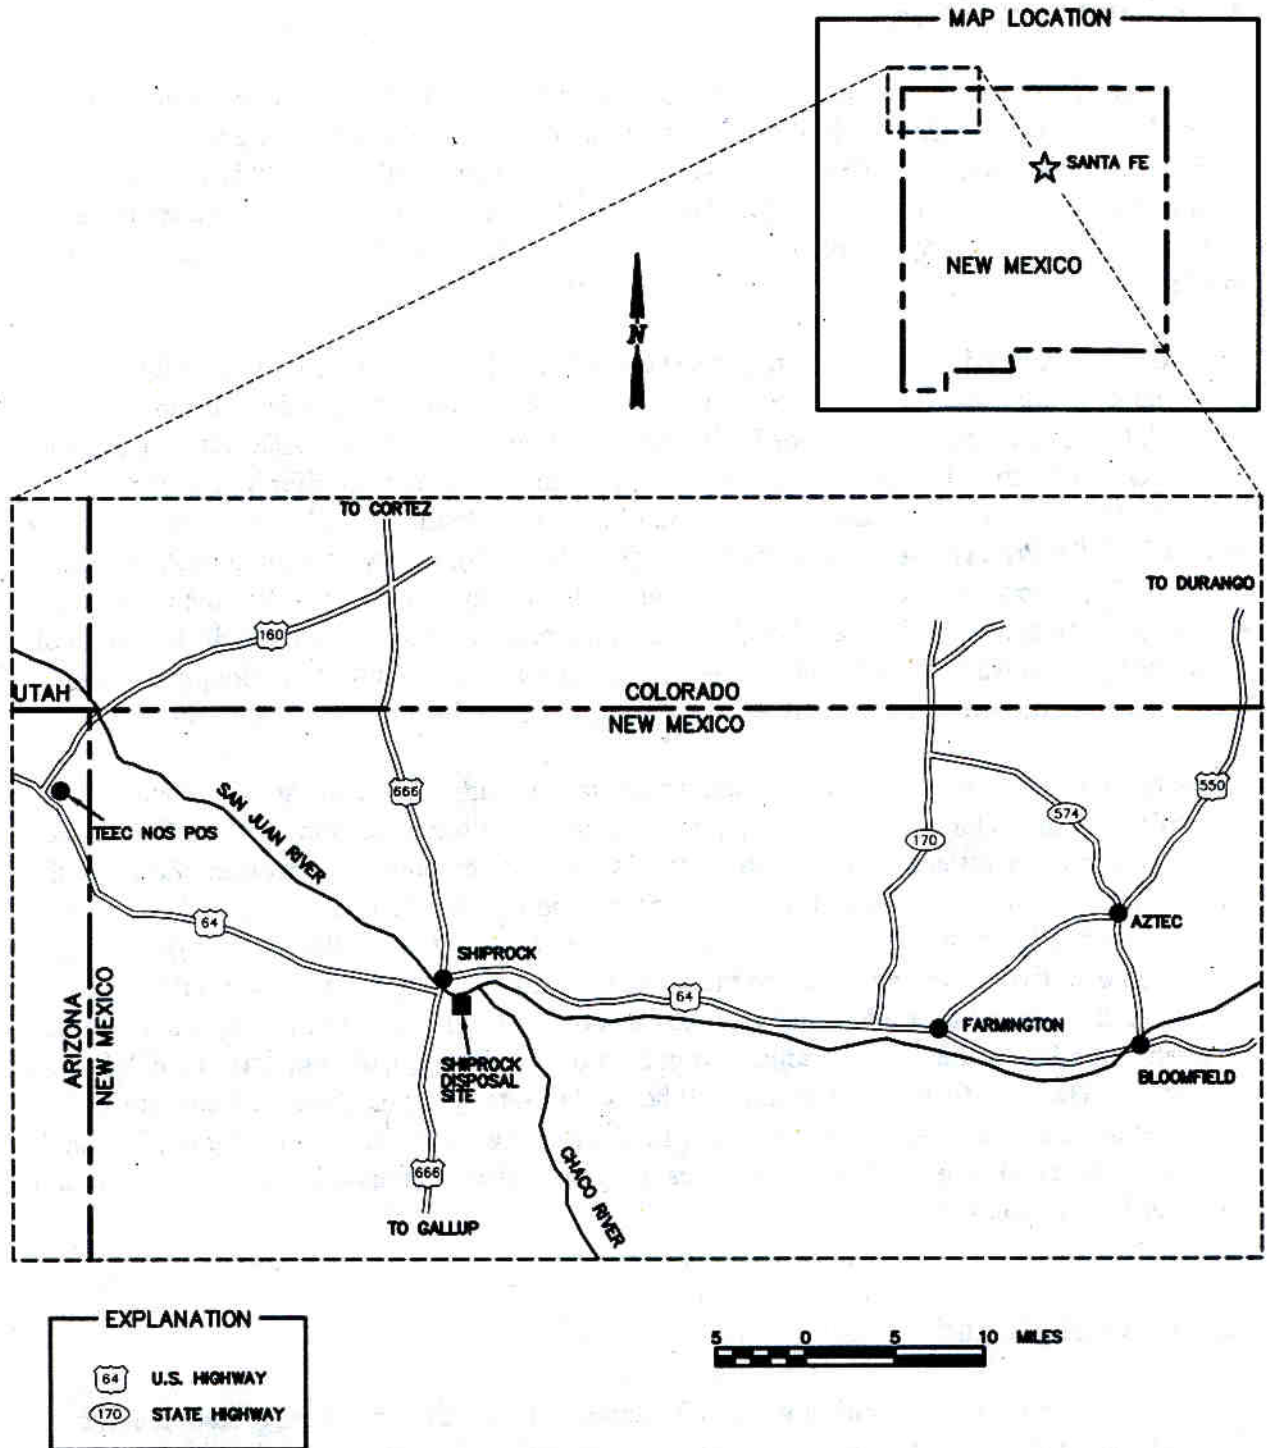 MAP LOCATION
SANTA FE
NEW MEXICO
N
TO CORTEZ
TO DURANGO
160
UTAH
COLORADO
NEW MEXICO
666
550
SAN JUAN RIVER
574
TEEC NOS POS
170
64
AZTEC
SHIPROCK
64
ARIZONA
NEW MEXICO
FARMINGTON
SHIPROCK
DISPOSAL
SITE
BLOOMFIELD
CHACO RIVER
666
TO GALLUP
EXPLANATION
64 U.S. HIGHWAY
170 STATE HIGHWAY
5 0 5 10 MILES